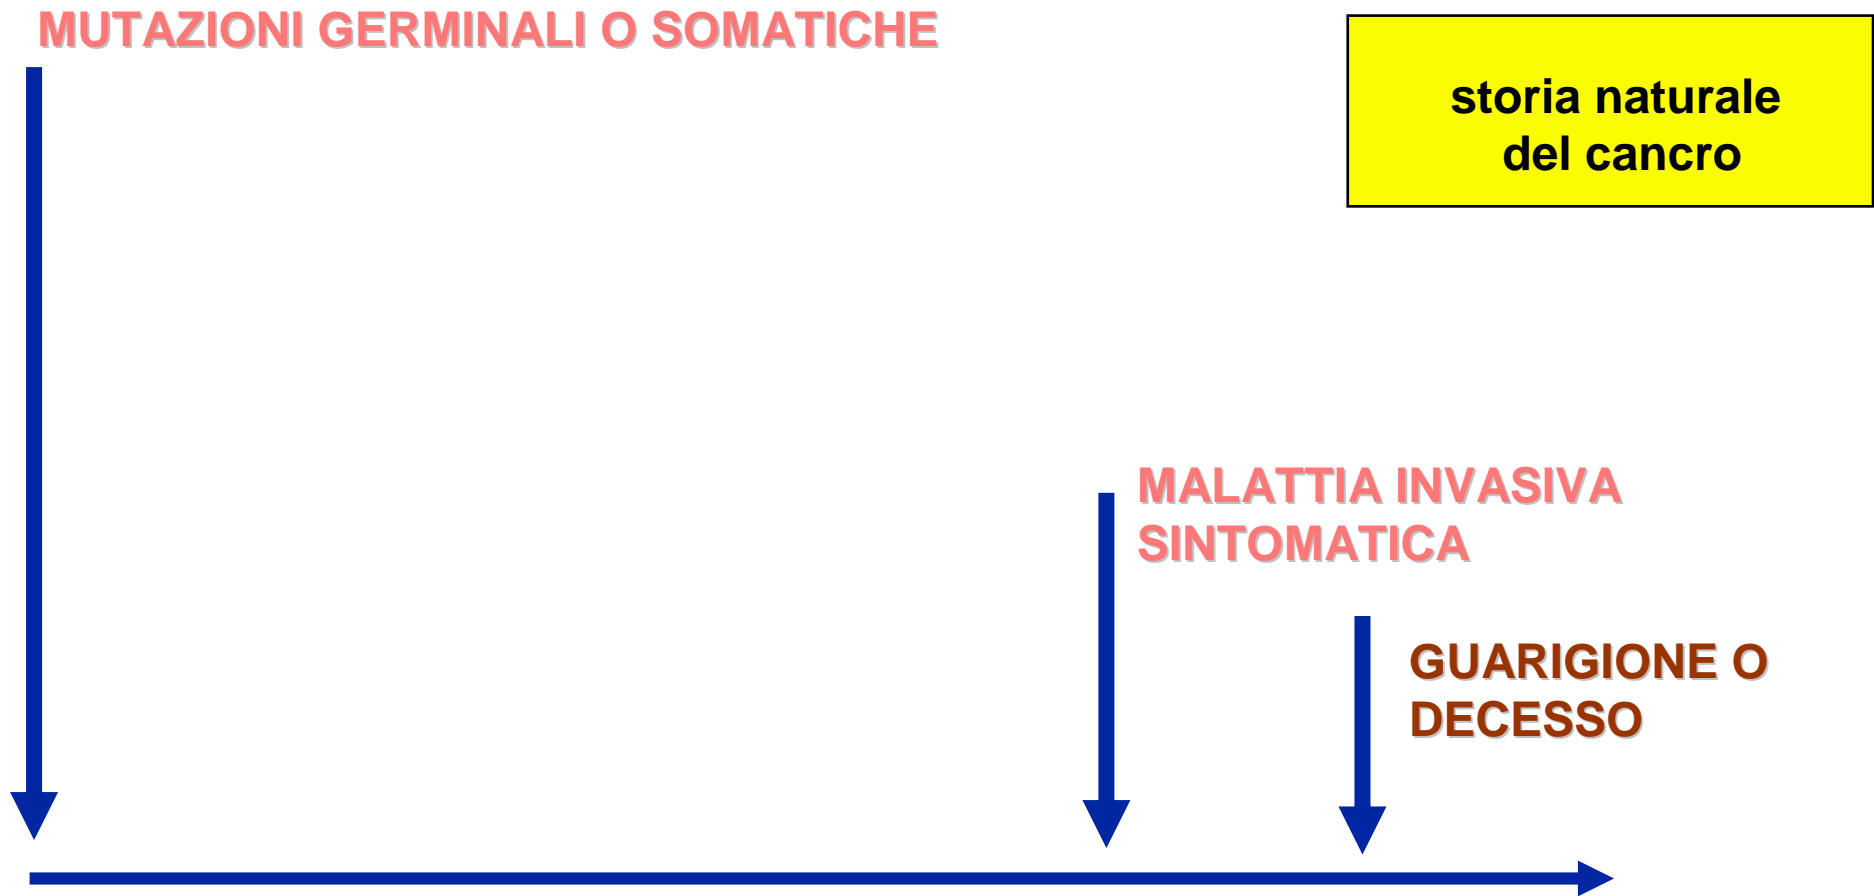 MUTAZIONI GERMINALI O SOMATICHE
storia naturale
del cancro
MALATTIA INVASIVA
SINTOMATICA
GUARIGIONE O
DECESSO